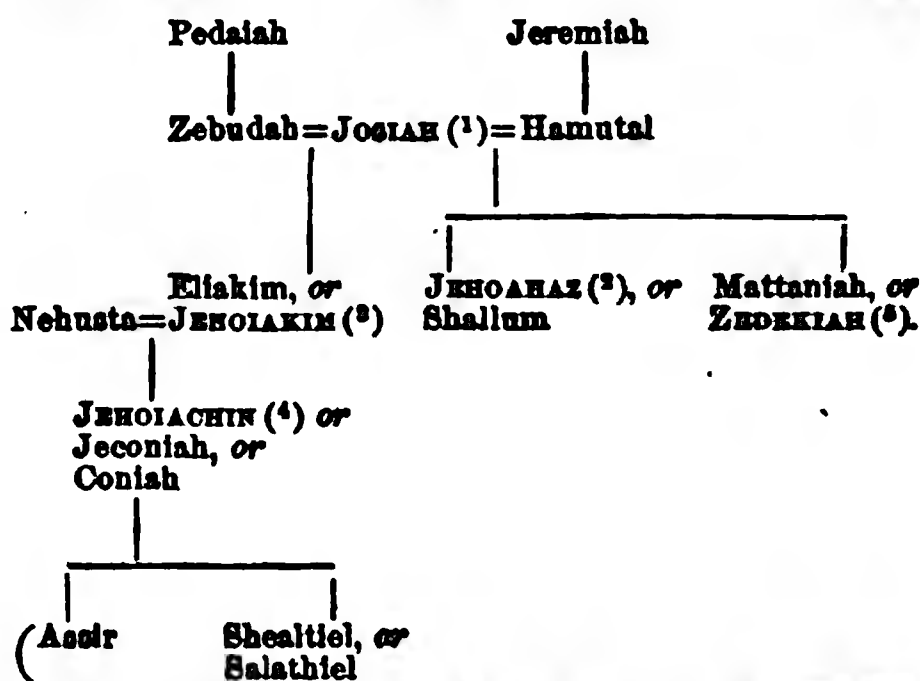 Pedaiah Jeremiah
Zebudah=JOSIAH (¹)=Hamutal
Eliakim, or JEHOAHAZ (²), or Mattaniah, or
Nehusta=JEHOIAKIM (³) Shallum ZEDEKIAH (⁵).
JEHOIACHIN (⁴) or
Jeconiah, or
Coniah
(Assir Shealtiel, or
Salathiel